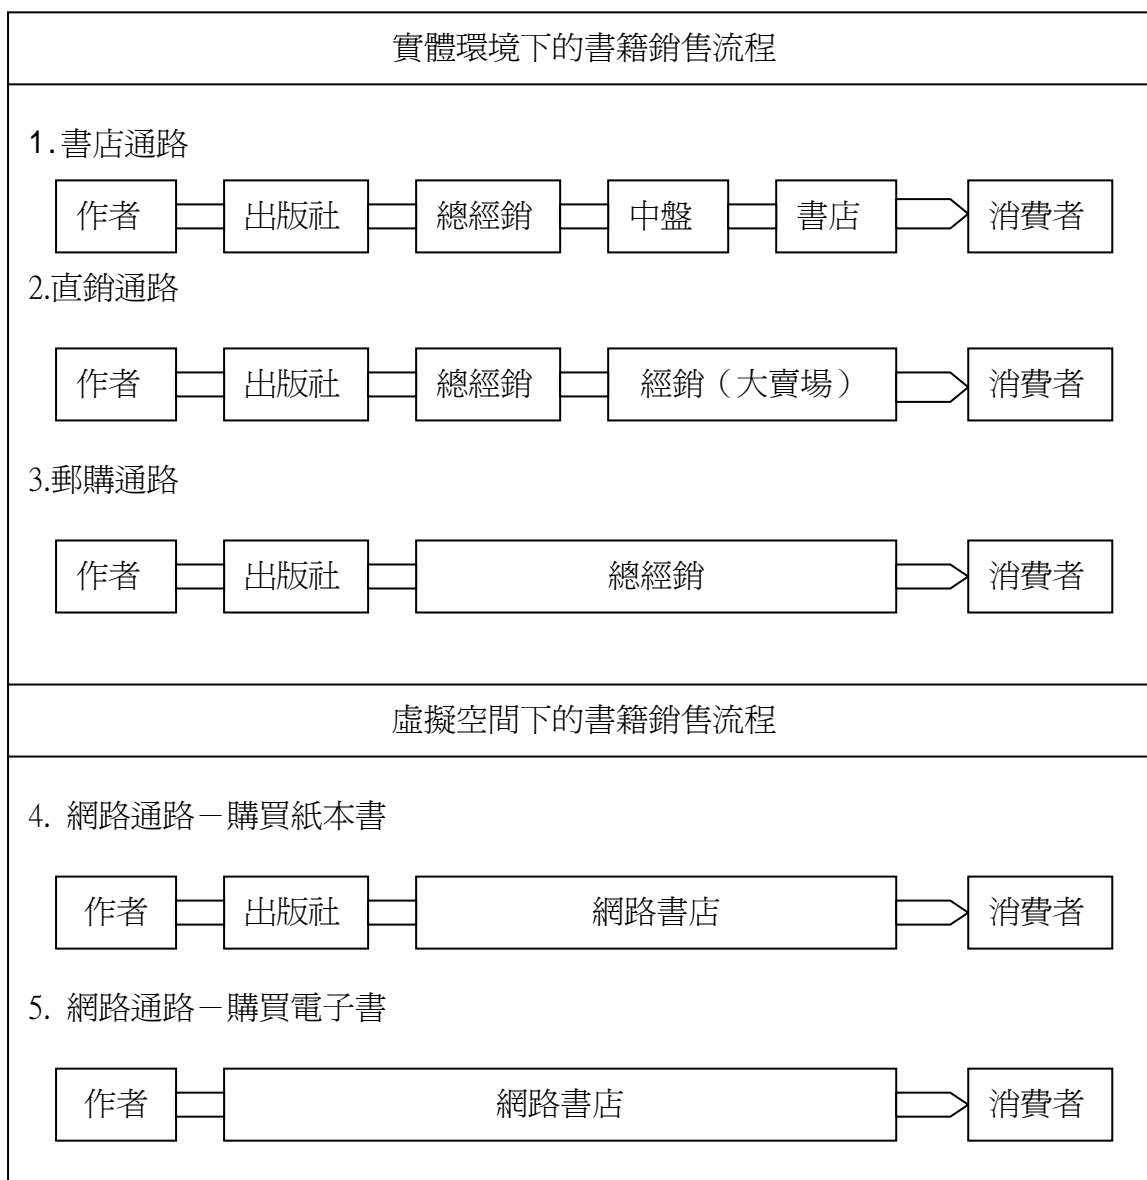 實體環境下的書籍銷售流程
1.書店通路
作者 出版社 總經銷 中盤 書店 消費者
2.直銷通路
作者 出版社 總經銷 經銷（大賣場） 消費者
3.郵購通路
作者 出版社 總經銷 消費者
虛擬空間下的書籍銷售流程
4. 網路通路－購買紙本書
作者 出版社 網路書店 消費者
5. 網路通路－購買電子書
作者 網路書店 消費者